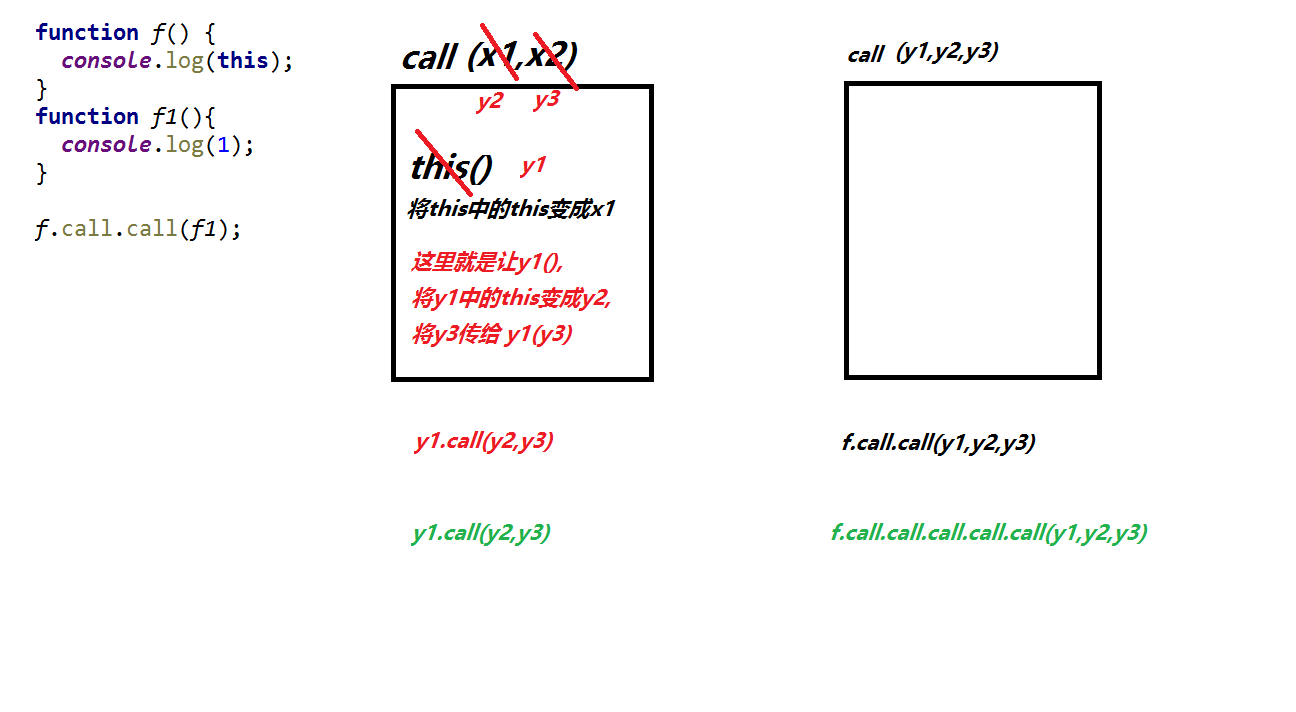 function f() {
  console.log(this);
}
function f1(){
  console.log(1);
}
f.call.call(f1);
call (x1,x2)
y2 y3
this() y1
将this中的this变成x1
这里就是让y1(),
将y1中的this变成y2,
将y3传给 y1(y3)
y1.call(y2,y3)
y1.call(y2,y3)
call (y1,y2,y3)
f.call.call(y1,y2,y3)
f.call.call.call.call.call(y1,y2,y3)